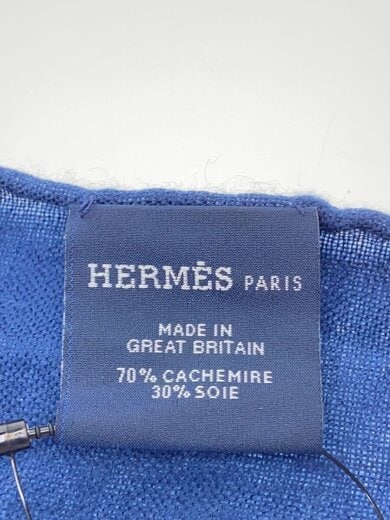 HERMÈS PARIS
MADE IN
GREAT BRITAIN
70% CACHEMIRE
30% SOIE